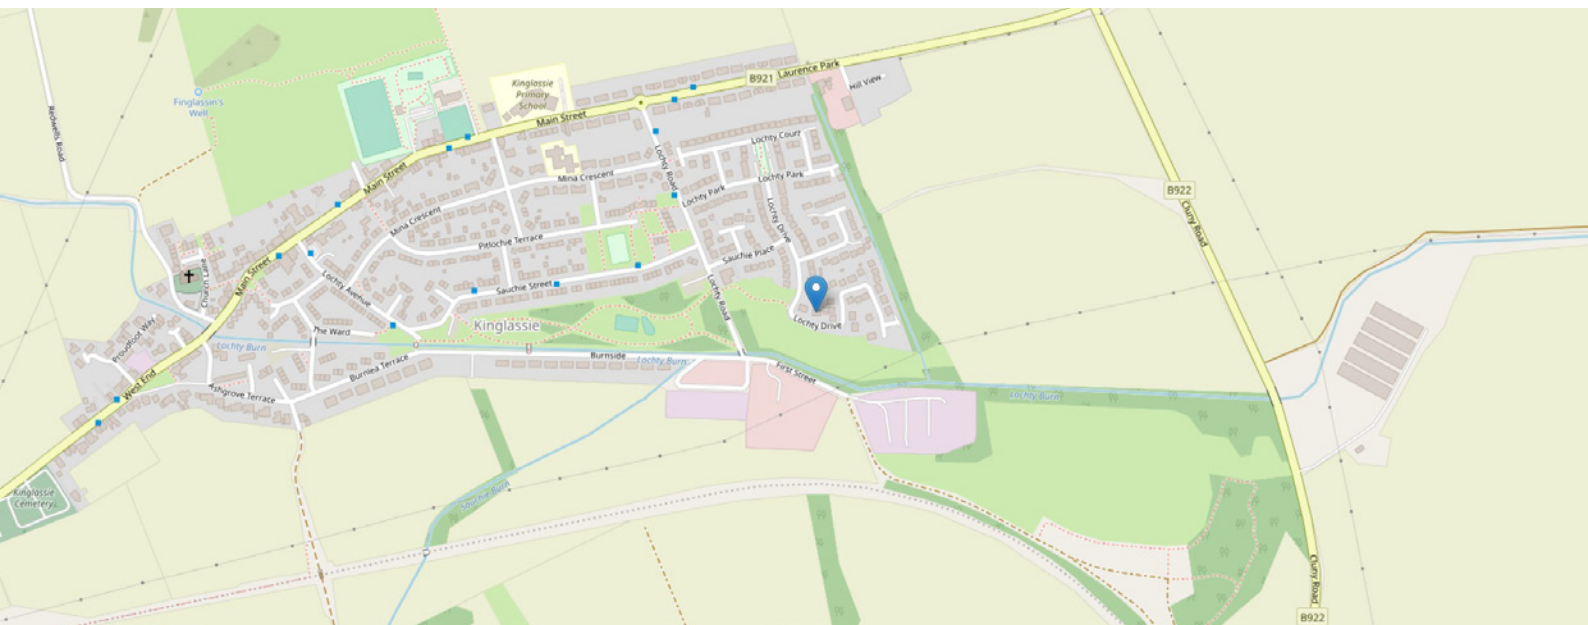 Redwells Road
Finglassin's
Well
Kinglassie
Primary
School
Main Street
B921
Laurence Park
Hill View
Main Street
Lochty Road
Lochty Court
Mina Crescent
Lochty Park
Lochty Park
Mina Crescent
Lochty Drive
Pitlochie Terrace
Sauchie Place
B922
Cluny Road
Church Lane
Main Street
Lochty Avenue
Sauchie Street
Lochty Road
Kinglassie
Lochty Drive
The Ward
Proudfoot Way
Lochty Burn
Burnside
Lochty Burn
Burnlea Terrace
First Street
West End
Ashgrove Terrace
Lochty Burn
Kinglassie
Cemetery
Cluny Road
B922